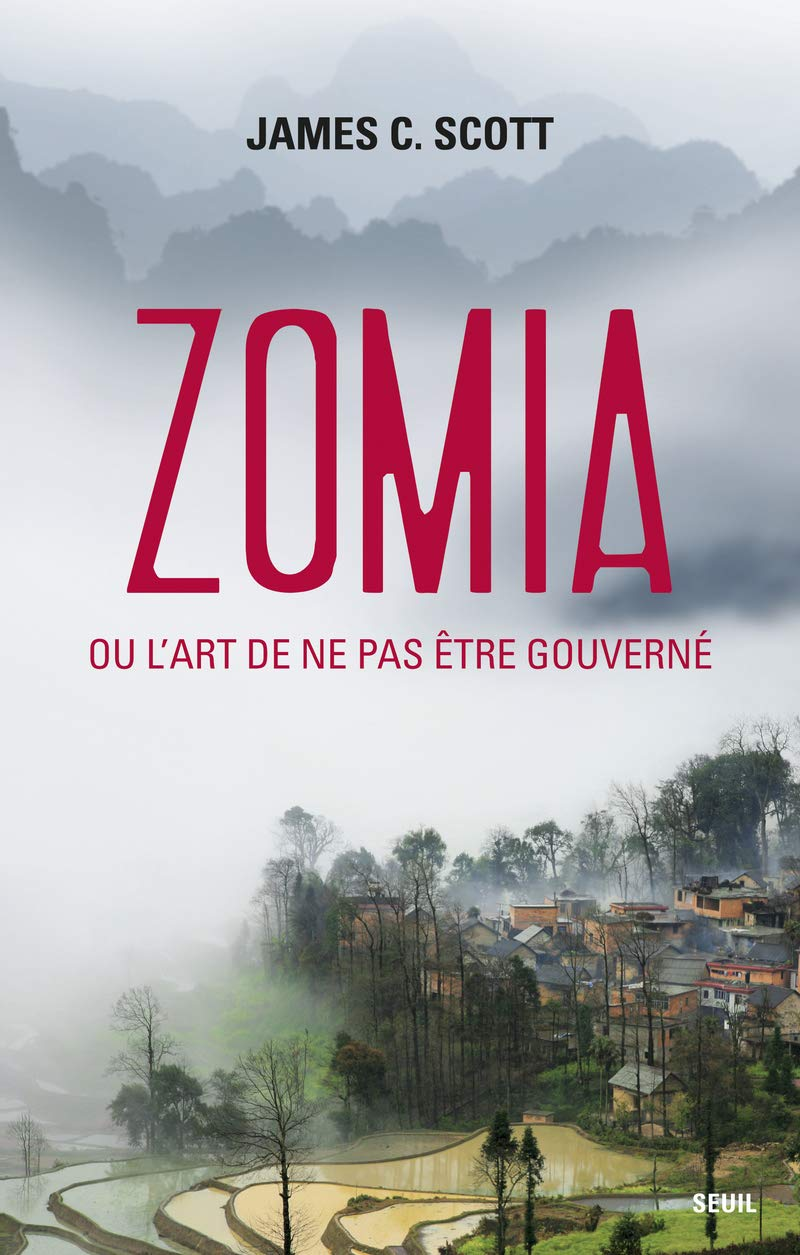 JAMES C. SCOTT
ZOMIA
OU L'ART DE NE PAS ÊTRE GOUVERNÉ
SEUIL